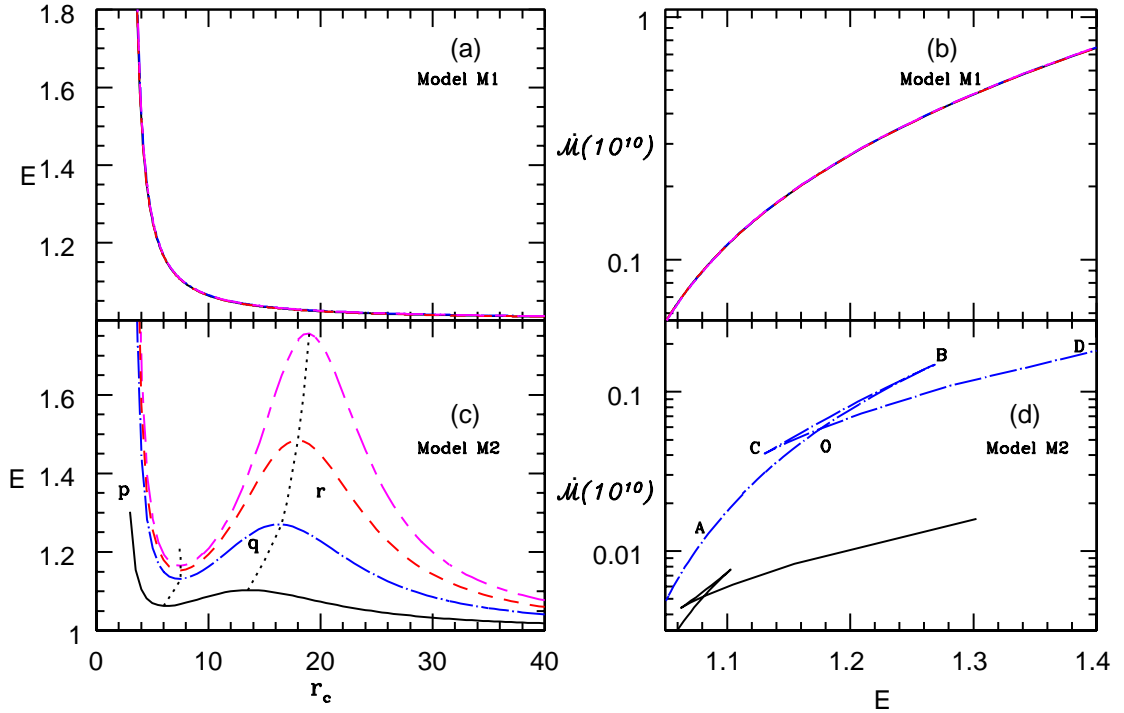 1.8
1.6
1.4
E
1.2
(a)
Model M1
1
ℳ̇(10¹⁰)
0.1
(b)
Model M1
1.6
1.4
E
1.2
1
p
q
r
(c)
Model M2
0 10 20 30 40
r_c
0.1
ℳ̇(10¹⁰)
0.01
A
B
C
O
D
(d)
Model M2
1.1 1.2 1.3 1.4
E